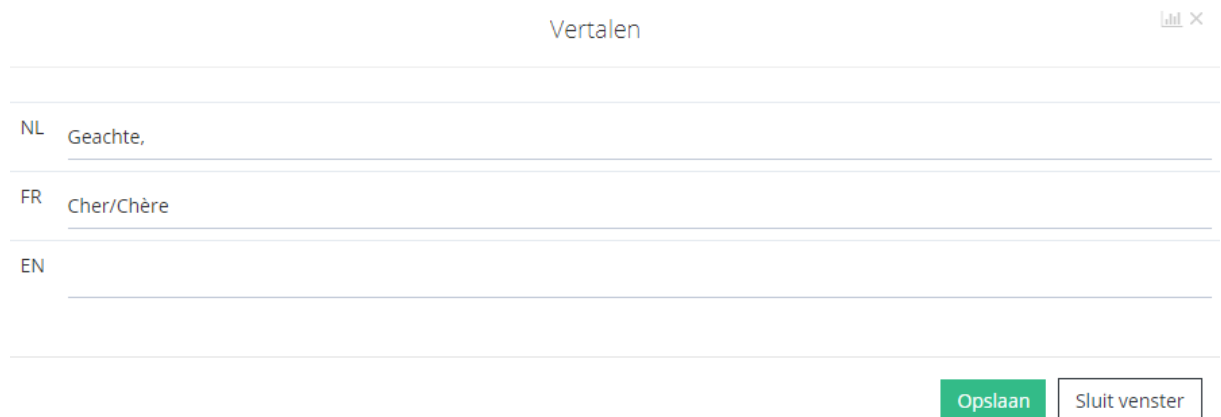 Vertalen
NL Geachte,
FR Cher/Chère
EN
Opslaan Sluit venster